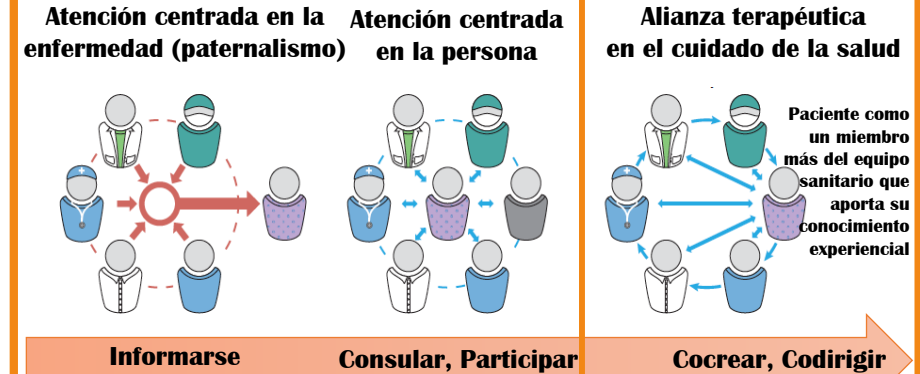 Atención centrada en la
enfermedad (paternalismo)
Atención centrada
en la persona
Alianza terapéutica
en el cuidado de la salud
Paciente como
un miembro
más del equipo
sanitario que
aporta su
conocimiento
experiencial
Informarse
Consular, Participar
Cocrear, Codirigir